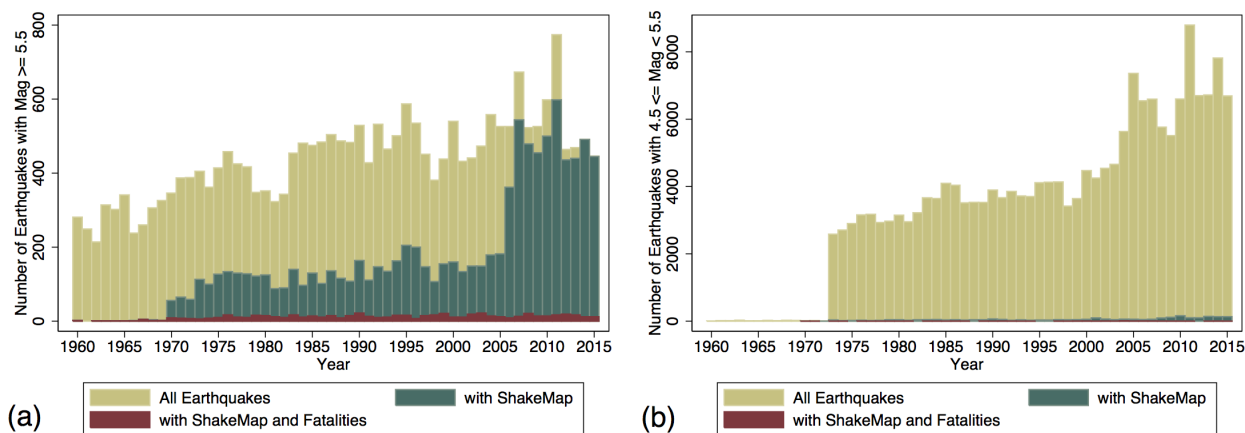 Number of Earthquakes with Mag >= 5.5
800
600
400
200
0
1960 1965 1970 1975 1980 1985 1990 1995 2000 2005 2010 2015
Year
All Earthquakes
with ShakeMap
with ShakeMap and Fatalities
(a)
Number of Earthquakes with 4.5 <= Mag < 5.5
8000
6000
4000
2000
0
1960 1965 1970 1975 1980 1985 1990 1995 2000 2005 2010 2015
Year
All Earthquakes
with ShakeMap
with ShakeMap and Fatalities
(b)